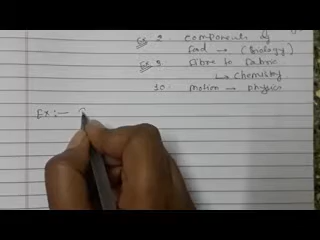 Ex 2. Components of
food → (Biology)
Ex 3 Fibre to Fabric
↳ Chemistry
10. Motion → physics
Ex :—